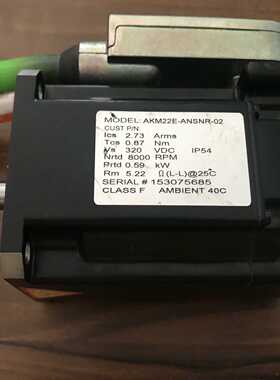 MODEL: AKM22E-ANSNR-02
CUST P/N
Ics 2.73 Arms
Tcs 0.87 Nm
Vs 320 VDC IP54
Nrtd 8000 RPM
Prtd 0.59 kW
Rm 5.22 Ω(L-L)@25C
SERIAL # 153075685
CLASS F AMBIENT 40C